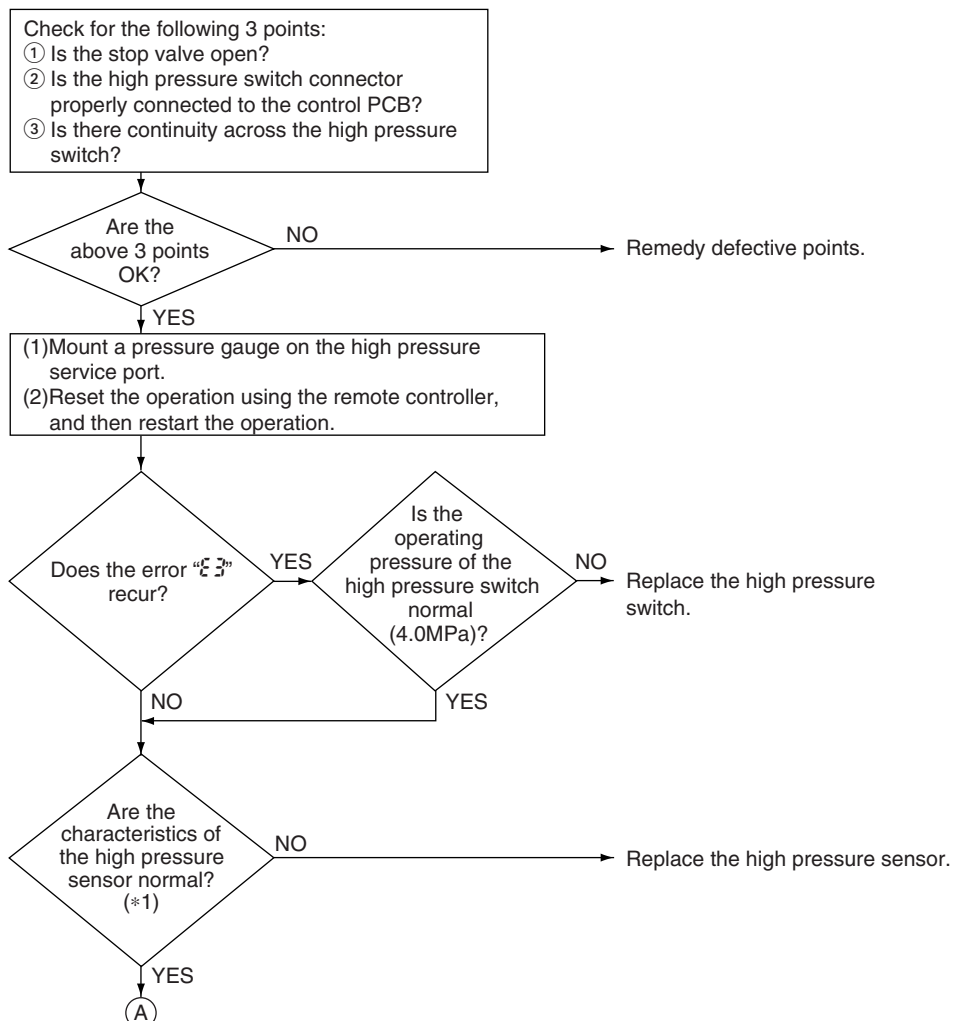 Check for the following 3 points:
① Is the stop valve open?
② Is the high pressure switch connector
properly connected to the control PCB?
③ Is there continuity across the high pressure
switch?
Are the
above 3 points
OK?
NO
Remedy defective points.
YES
(1)Mount a pressure gauge on the high pressure
service port.
(2)Reset the operation using the remote controller,
and then restart the operation.
Does the error “E3”
recur?
YES
Is the
operating
pressure of the
high pressure switch
normal
(4.0MPa)?
NO
Replace the high pressure
switch.
NO
YES
Are the
characteristics of
the high pressure
sensor normal?
(*1)
NO
Replace the high pressure sensor.
YES
A